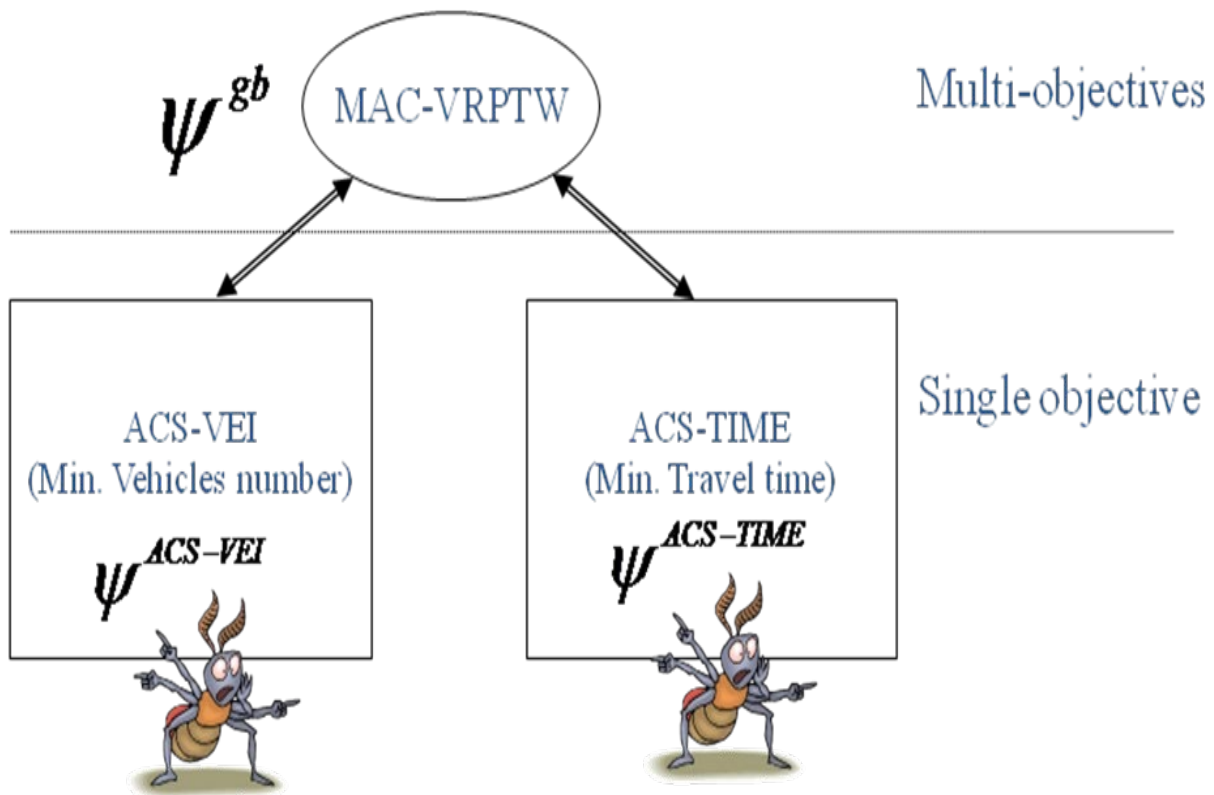 ψ^gb
MAC-VRPTW
Multi-objectives
ACS-VEI
(Min. Vehicles number)
ψ^ACS–VEI
ACS-TIME
(Min. Travel time)
ψ^ACS–TIME
Single objective